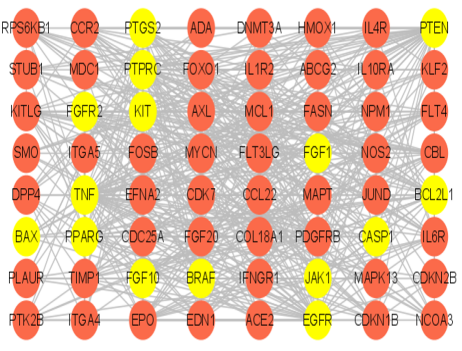 RPS6KB1 CCR2 PTGS2 ADA DNMT3A HMOX1 IL4R PTEN
STUB1 MDC1 PTPRC FOXO1 IL1R2 ABCG2 IL10RA KLF2
KITLG FGFR2 KIT AXL MCL1 FASN NPM1 FLT4
SMO ITGA5 FOSB MYCN FLT3LG FGF1 NOS2 CBL
DPP4 TNF EFNA2 CDK7 CCL22 MAPT JUND BCL2L1
BAX PPARG CDC25A FGF20 COL18A1 PDGFRB CASP1 IL6R
PLAUR TIMP1 FGF10 BRAF IFNGR1 JAK1 MAPK13 CDKN2B
PTK2B ITGA4 EPO EDN1 ACE2 EGFR CDKN1B NCOA3